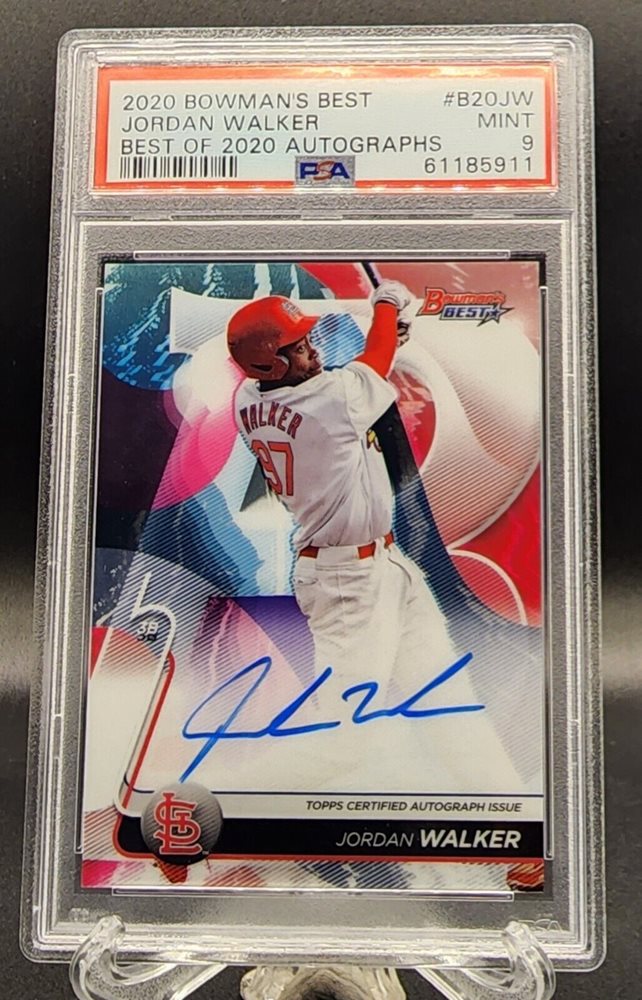 2020 BOWMAN'S BEST #B20JW
JORDAN WALKER MINT
BEST OF 2020 AUTOGRAPHS 9
PSA 61185911
Bowman's
BEST
WALKER
97
3B
TOPPS CERTIFIED AUTOGRAPH ISSUE
STL
JORDAN WALKER